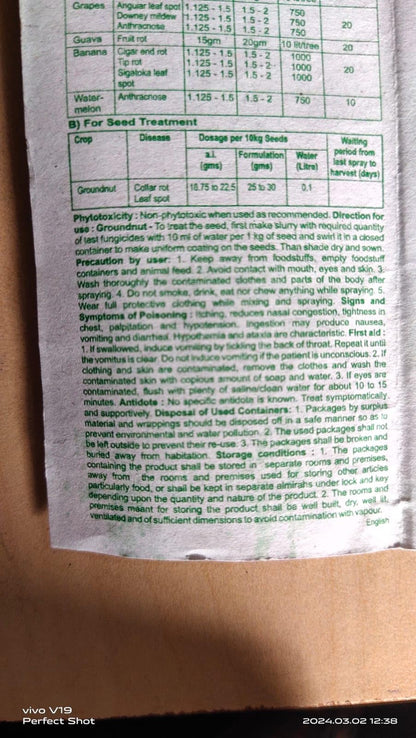 Grapes Anguar leaf spot 1.125 - 1.5 1.5 - 2 750 20
Downey mildew 1.125 - 1.5 1.5 - 2 750
Anthracnose 1.125 - 1.5 1.5 - 2 750
Guava Fruit rot 15gm 20gm 10 lit/tree 20
Banana Cigar end rot 1.125 - 1.5 1.5 - 2 1000 20
Tip rot 1.125 - 1.5 1.5 - 2 1000
Sigatoka leaf 1.125 - 1.5 1.5 - 2 1000
spot
Water- Anthracnose 1.125 - 1.5 1.5 - 2 750 10
melon
B) For Seed Treatment
Crop Disease Dosage per 10kg Seeds Waiting
period from
last spray to
harvest (days)
a.i. Formulation Water
(gms) (gms) (Litre)
Groundnut Collar rot 18.75 to 22.5 25 to 30 0.1
Leaf spot
Phytotoxicity : Non-phytotoxic when used as recommended. Direction for
use : Groundnut - To treat the seed, first make slurry with required quantity
of test fungicides with 10 ml of water per 1 kg of seed and swirl it in a closed
container to make uniform coating on the seeds. Than shade dry and sown.
Precaution by user: 1. Keep away from foodstuffs, empty foodstuff
containers and animal feed. 2. Avoid contact with mouth, eyes and skin. 3.
Wash thoroughly the contaminated clothes and parts of the body after
spraying. 4. Do not smoke, drink, eat nor chew anything while spraying. 5.
Wear full protective clothing while mixing and spraying. Signs and
Symptoms of Poisoning : Itching, reduces nasal congestion, tightness in
chest, palpitation and hypotension. Ingestion may produce nausea,
vomiting and diarrhea. Hypothermia and ataxia are characteristic. First aid :
1. If swallowed, induce vomiting by tickling the back of throat. Repeat it until
the vomitus is clear. Do not induce vomiting if the patient is unconscious. 2. If
clothing and skin are contaminated, remove the clothes and wash the
contaminated skin with copious amount of soap and water. 3. If eyes are
contaminated, flush with plenty of saline/clean water for about 10 to 15
minutes. Antidote : No specific antidote is known. Treat symptomatically
and supportively. Disposal of Used Containers: 1. Packages by surplus
material and wrappings should be disposed off in a safe manner so as to
prevent environmental and water pollution. 2. The used packages shall not
be left outside to prevent their re-use. 3. The packages shall be broken and
buried away from habitation. Storage conditions : 1. The packages
containing the product shall be stored in separate rooms and premises,
away from the rooms and premises used for storing other articles
particularly food, or shall be kept in separate almirahs under lock and key
depending upon the quantity and nature of the product. 2. The rooms and
premises meant for storing the product shall be well built, dry, well lit,
ventilated and of sufficient dimensions to avoid contamination with vapour.
English
vivo V19
Perfect Shot
2024.03.02 12:38